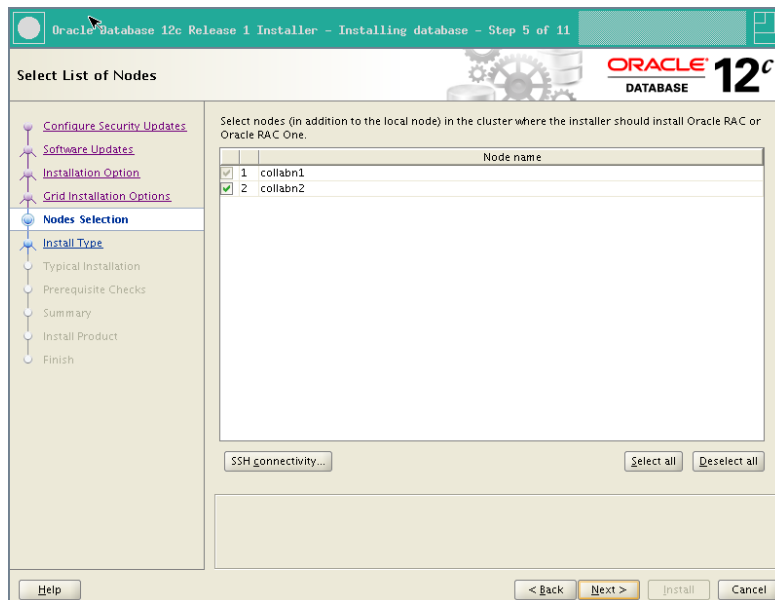 Oracle Database 12c Release 1 Installer - Installing database - Step 5 of 11
Select List of Nodes
ORACLE DATABASE 12c
Configure Security Updates
Software Updates
Installation Option
Grid Installation Options
Nodes Selection
Install Type
Typical Installation
Prerequisite Checks
Summary
Install Product
Finish
Select nodes (in addition to the local node) in the cluster where the installer should install Oracle RAC or
Oracle RAC One.
Node name
1 collabn1
2 collabn2
SSH connectivity...
Select all
Deselect all
Help
< Back
Next >
Install
Cancel